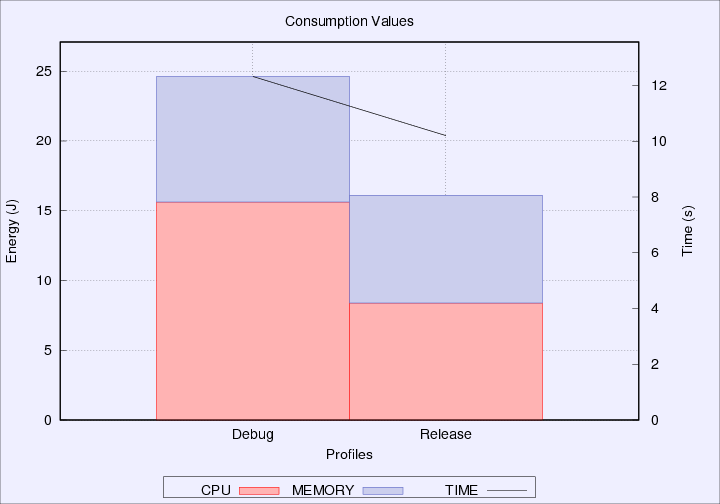 Consumption Values
25
20
15
10
5
0
Energy (J)
12
10
8
6
4
2
0
Time (s)
Debug Release
Profiles
CPU MEMORY TIME